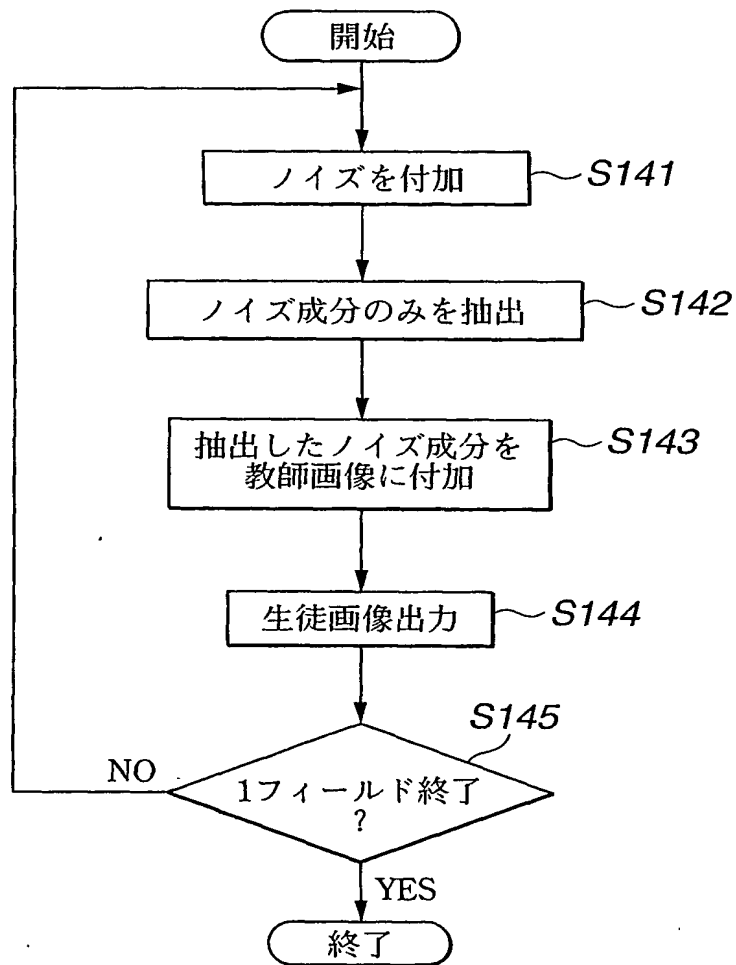 開始
ノイズを付加
S141
ノイズ成分のみを抽出
S142
抽出したノイズ成分を
教師画像に付加
S143
生徒画像出力
S144
S145
NO
1フィールド終了
?
YES
終了